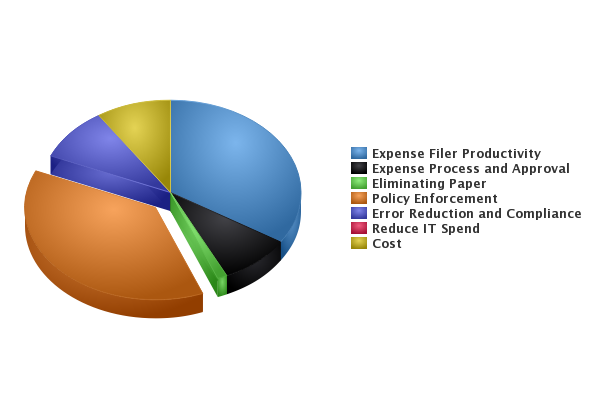 Expense Filer Productivity
Expense Process and Approval
Eliminating Paper
Policy Enforcement
Error Reduction and Compliance
Reduce IT Spend
Cost